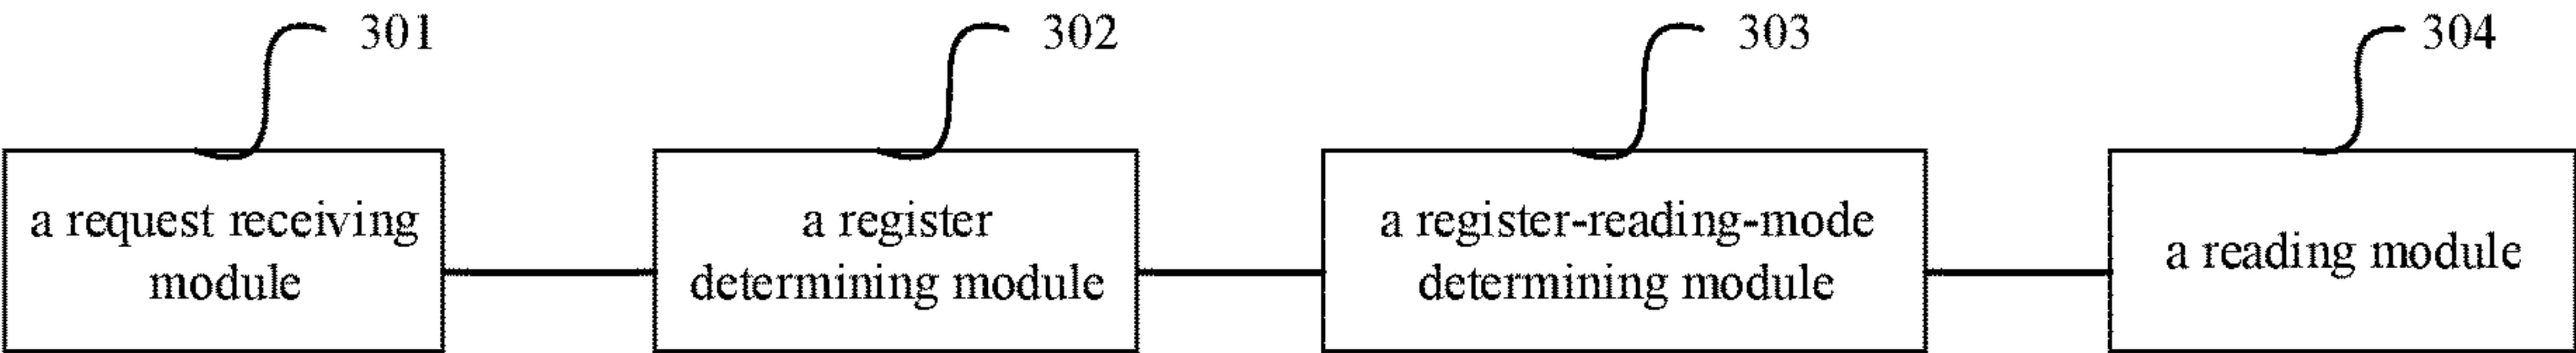 301
302
303
304
a request receiving
module
a register
determining module
a register-reading-mode
determining module
a reading module